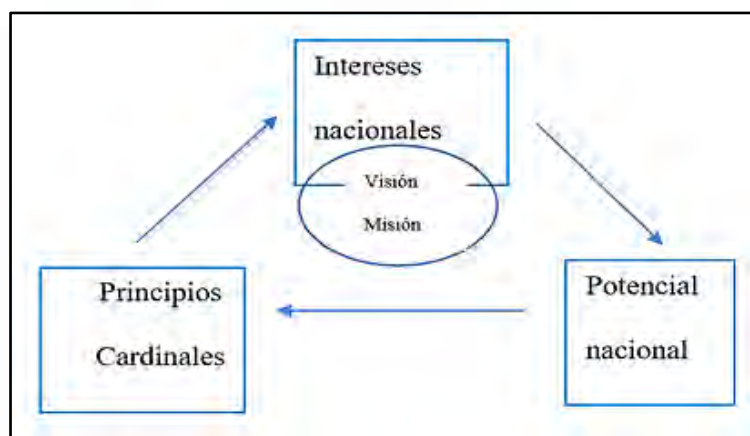 Intereses
nacionales
Visión
Misión
Principios
Cardinales
Potencial
nacional